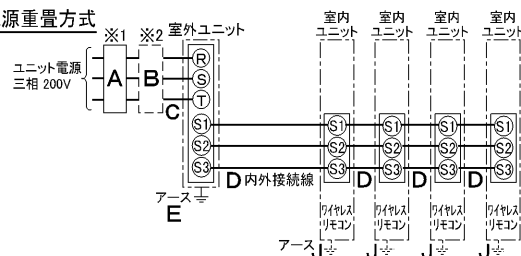 源重畳方式
※1 ※2 室外ユニット
室内ユニット 室内ユニット 室内ユニット 室内ユニット
ユニット電源
三相 200V
A B C
R
S
T
S1 S1 S1 S1 S1
S2 S2 S2 S2 S2
S3 S3 S3 S3 S3
D 内外接続線 D D D
アース
E
ワイヤレスリモコン ワイヤレスリモコン ワイヤレスリモコン ワイヤレスリモコン
アース